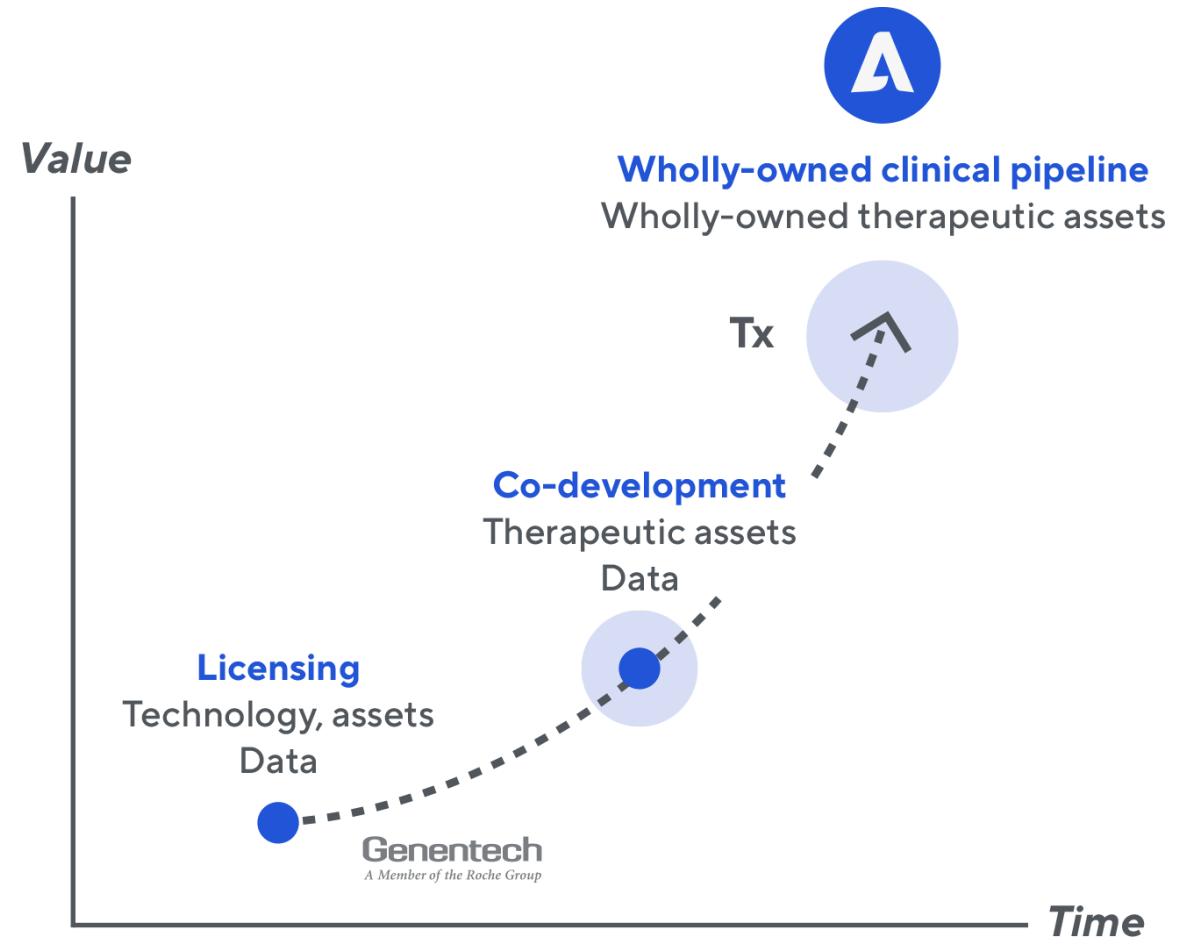 Value
Wholly-owned clinical pipeline
Wholly-owned therapeutic assets
Tx
Co-development
Therapeutic assets
Data
Licensing
Technology, assets
Data
Genentech
A Member of the Roche Group
Time